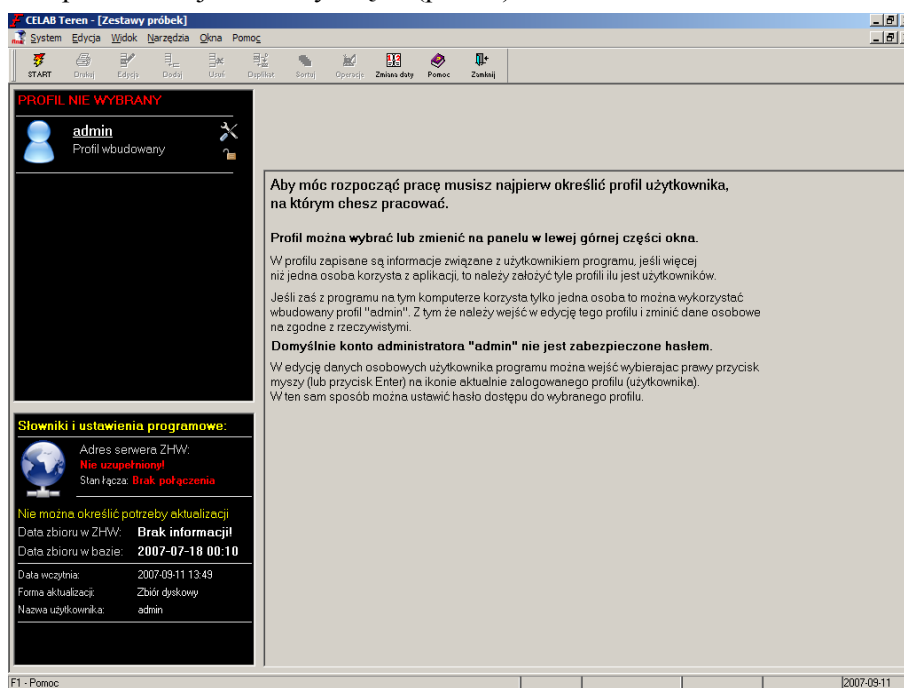 CELAB Teren - [Zestawy próbek]
System Edycja Widok Narzędzia Okna Pomoc
START Drukuj Edycja Dodaj Usuń Duplikat Sortuj Operacje Zmiana daty Pomoc Zamknij
PROFIL NIE WYBRANY
admin
Profil wbudowany
Aby móc rozpocząć pracę musisz najpierw określić profil użytkownika,
na którym chesz pracować.
Profil można wybrać lub zmienić na panelu w lewej górnej części okna.
W profilu zapisane są informacje związane z użytkownikiem programu, jeśli więcej
niż jedna osoba korzysta z aplikacji, to należy założyć tyle profili ilu jest użytkowników.
Jeśli zaś z programu na tym komputerze korzysta tylko jedna osoba to można wykorzystać
wbudowany profil "admin". Z tym że należy wejść w edycję tego profilu i zminić dane osobowe
na zgodne z rzeczywistymi.
Domyślnie konto administratora "admin" nie jest zabezpieczone hasłem.
W edycję danych osobowych użytkownika programu można wejść wybierajac prawy przycisk
myszy (lub przycisk Enter) na ikonie aktualnie zalogowanego profilu (użytkownika).
W ten sam sposób można ustawić hasło dostępu do wybranego profilu.
Słowniki i ustawienia programowe:
Adres serwera ZHW:
Nie uzupełniony!
Stan łącza: Brak połączenia
Nie można określić potrzeby aktualizacji
Data zbioru w ZHW: Brak informacji!
Data zbioru w bazie: 2007-07-18 00:10
Data wczytnia: 2007-09-11 13:49
Forma aktualizacji: Zbiór dyskowy
Nazwa użytkownika: admin
F1 - Pomoc 2007-09-11